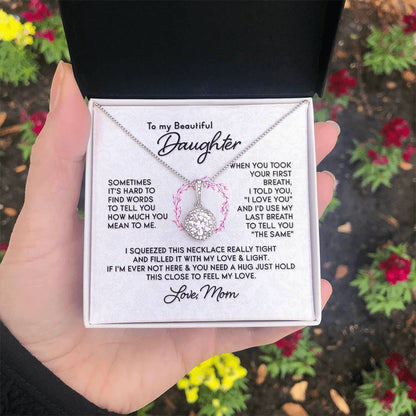 To my Beautiful
Daughter
SOMETIMES
IT'S HARD TO
FIND WORDS
TO TELL YOU
HOW MUCH YOU
MEAN TO ME.
WHEN YOU TOOK
YOUR FIRST
BREATH,
I TOLD YOU,
"I LOVE YOU"
AND I'D USE MY
LAST BREATH
TO TELL YOU
"THE SAME"
I SQUEEZED THIS NECKLACE REALLY TIGHT
AND FILLED IT WITH MY LOVE & LIGHT.
IF I'M EVER NOT HERE & YOU NEED A HUG JUST HOLD
THIS CLOSE TO FEEL MY LOVE.
Love, Mom